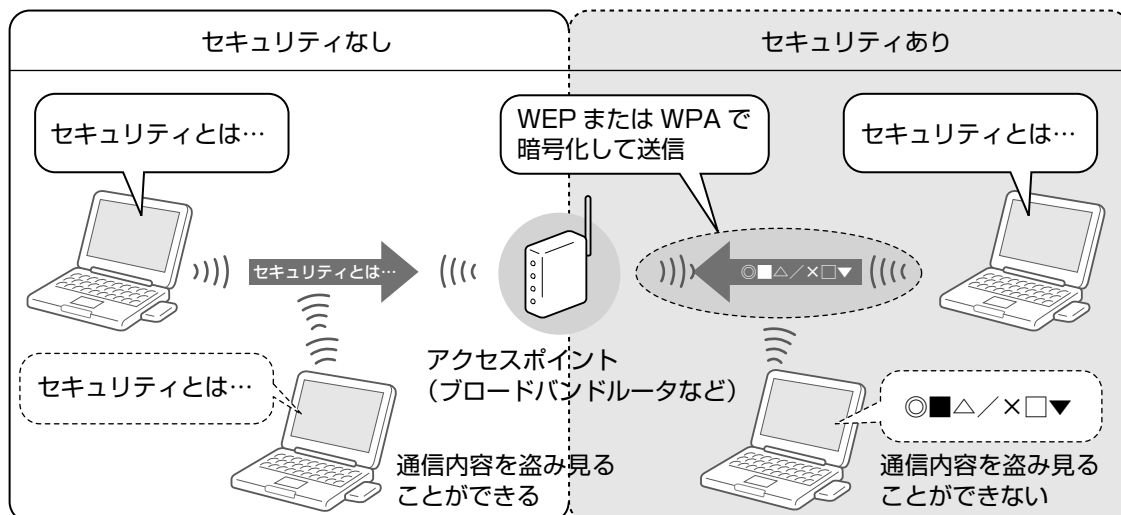 セキュリティなし
セキュリティあり
セキュリティとは…
WEP または WPA で
暗号化して送信
セキュリティとは…
セキュリティとは…
◎■△／×□▼
アクセスポイント
（ブロードバンドルータなど）
セキュリティとは…
◎■△／×□▼
通信内容を盗み見る
ことができる
通信内容を盗み見る
ことができない